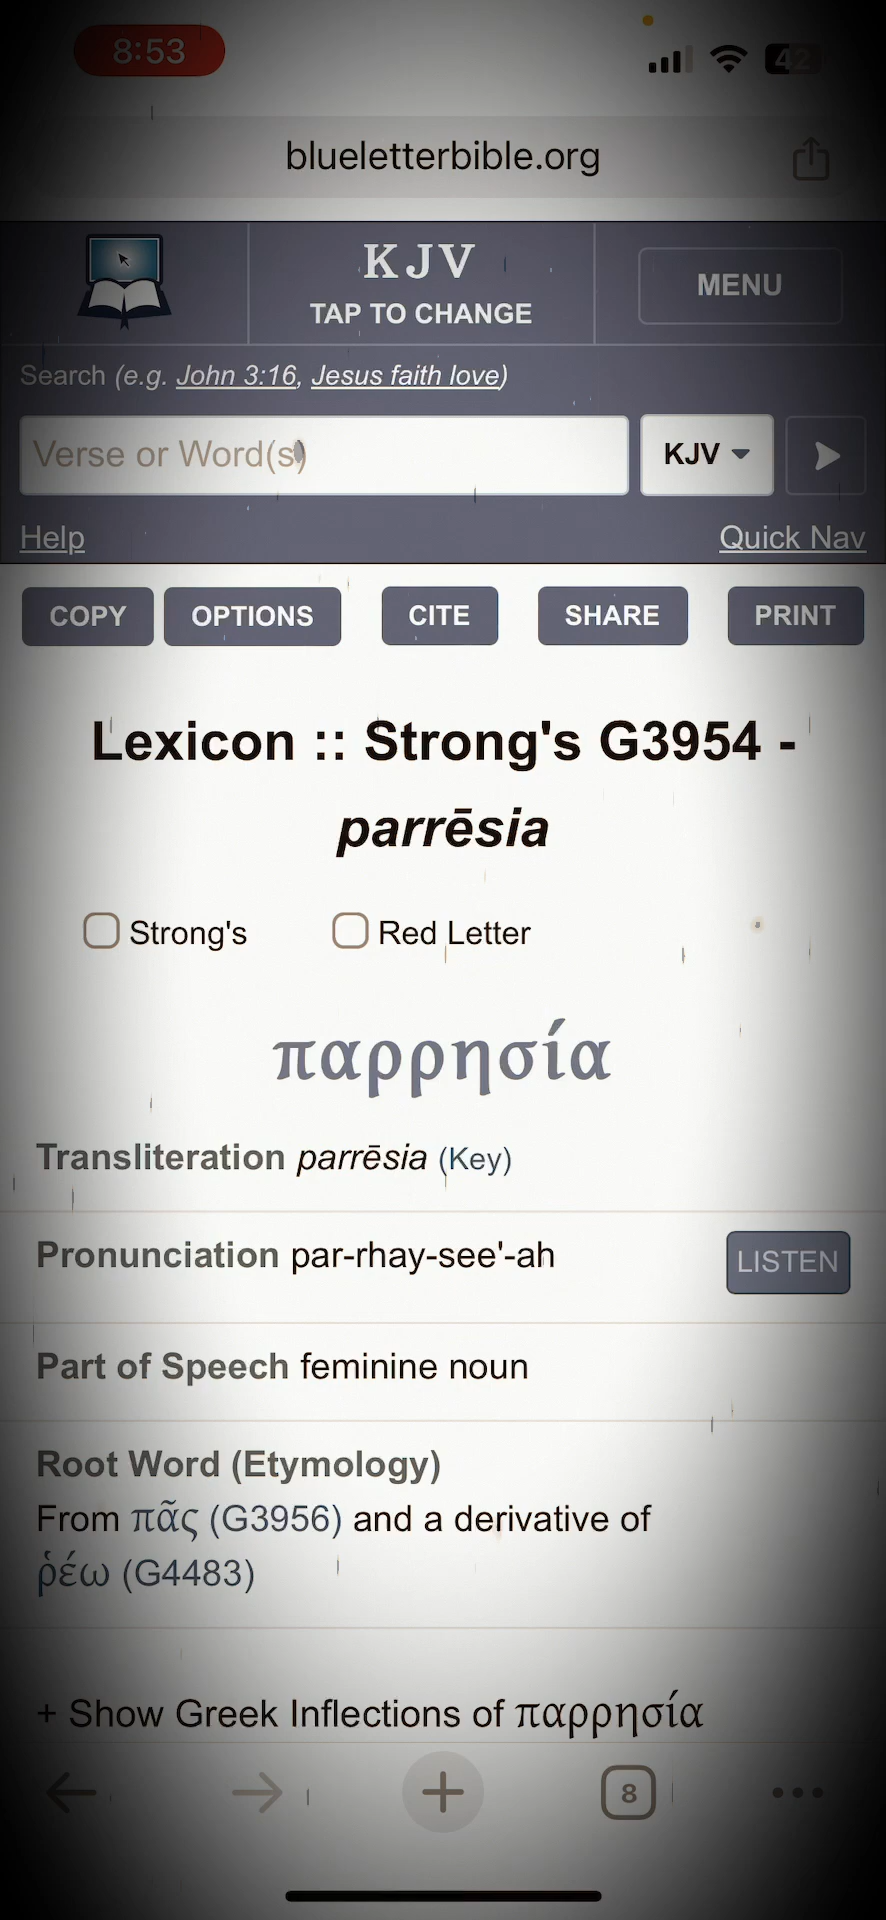 8:53
42
blueletterbible.org
KJV
TAP TO CHANGE
MENU
Search (e.g. John 3:16, Jesus faith love)
Verse or Word(s)
KJV
Help
Quick Nav
COPY
OPTIONS
CITE
SHARE
PRINT
Lexicon :: Strong's G3954 -
parrēsia
Strong's
Red Letter
παρρησία
Transliteration parrēsia (Key)
Pronunciation par-rhay-see'-ah
LISTEN
Part of Speech feminine noun
Root Word (Etymology)
From πᾶς (G3956) and a derivative of
ῥέω (G4483)
+ Show Greek Inflections of παρρησία
8